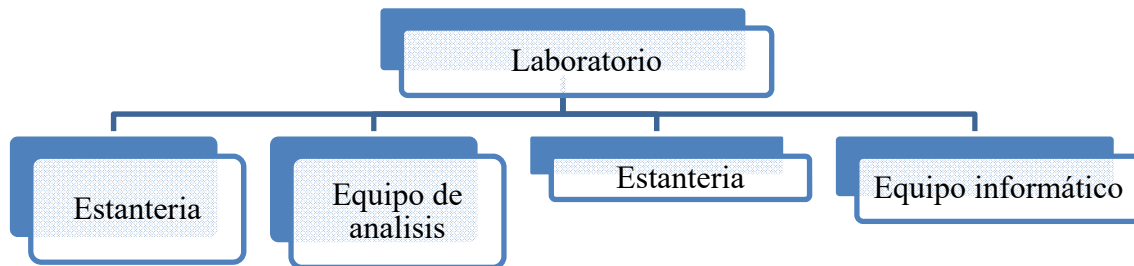 Laboratorio
Estanteria
Equipo de
analisis
Estanteria
Equipo informático